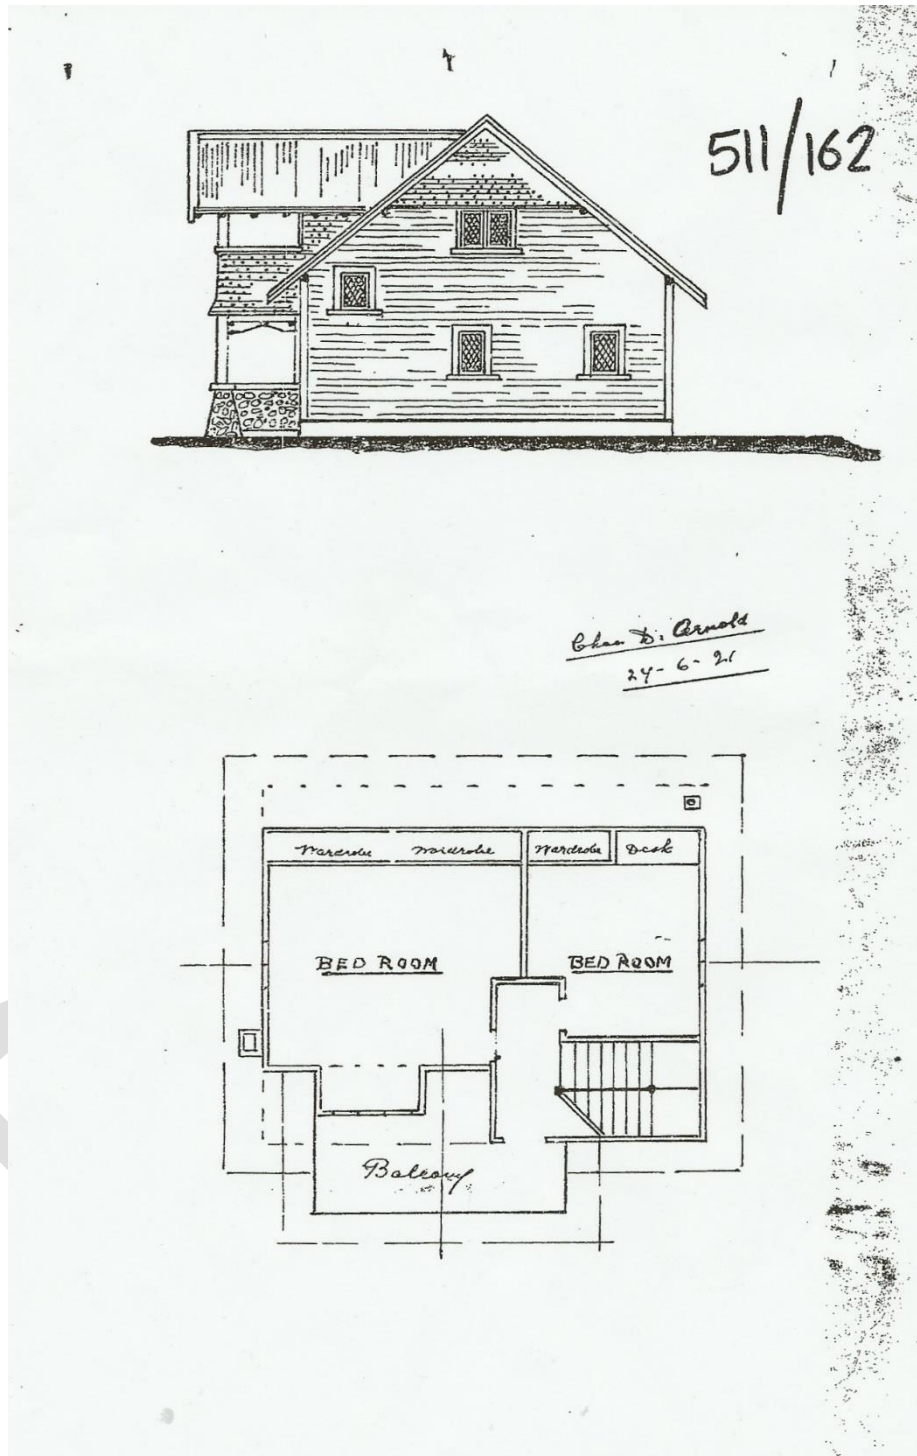 511/162
Chas. D. Arnold
24-6-21
Wardrobe Wardrobe Wardrobe Desk
BED ROOM BED ROOM
Balcony